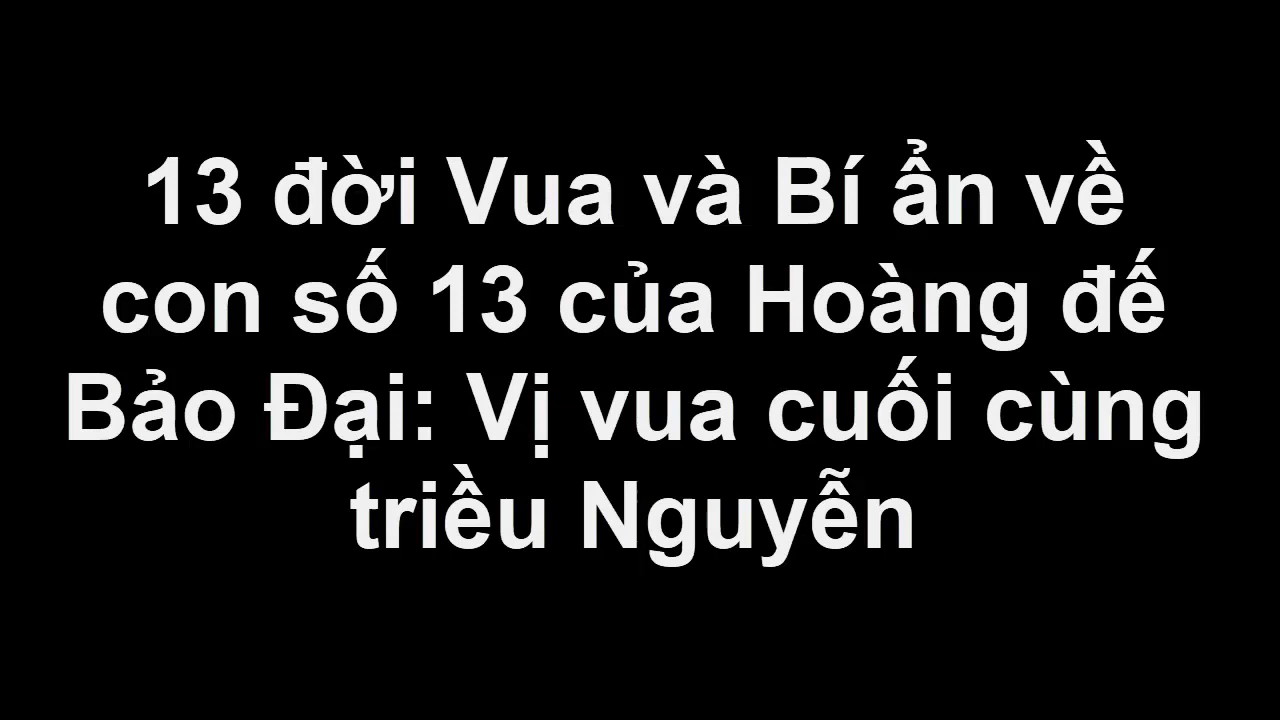 13 đời Vua và Bí ẩn về
con số 13 của Hoàng đế
Bảo Đại: Vị vua cuối cùng
triều Nguyễn